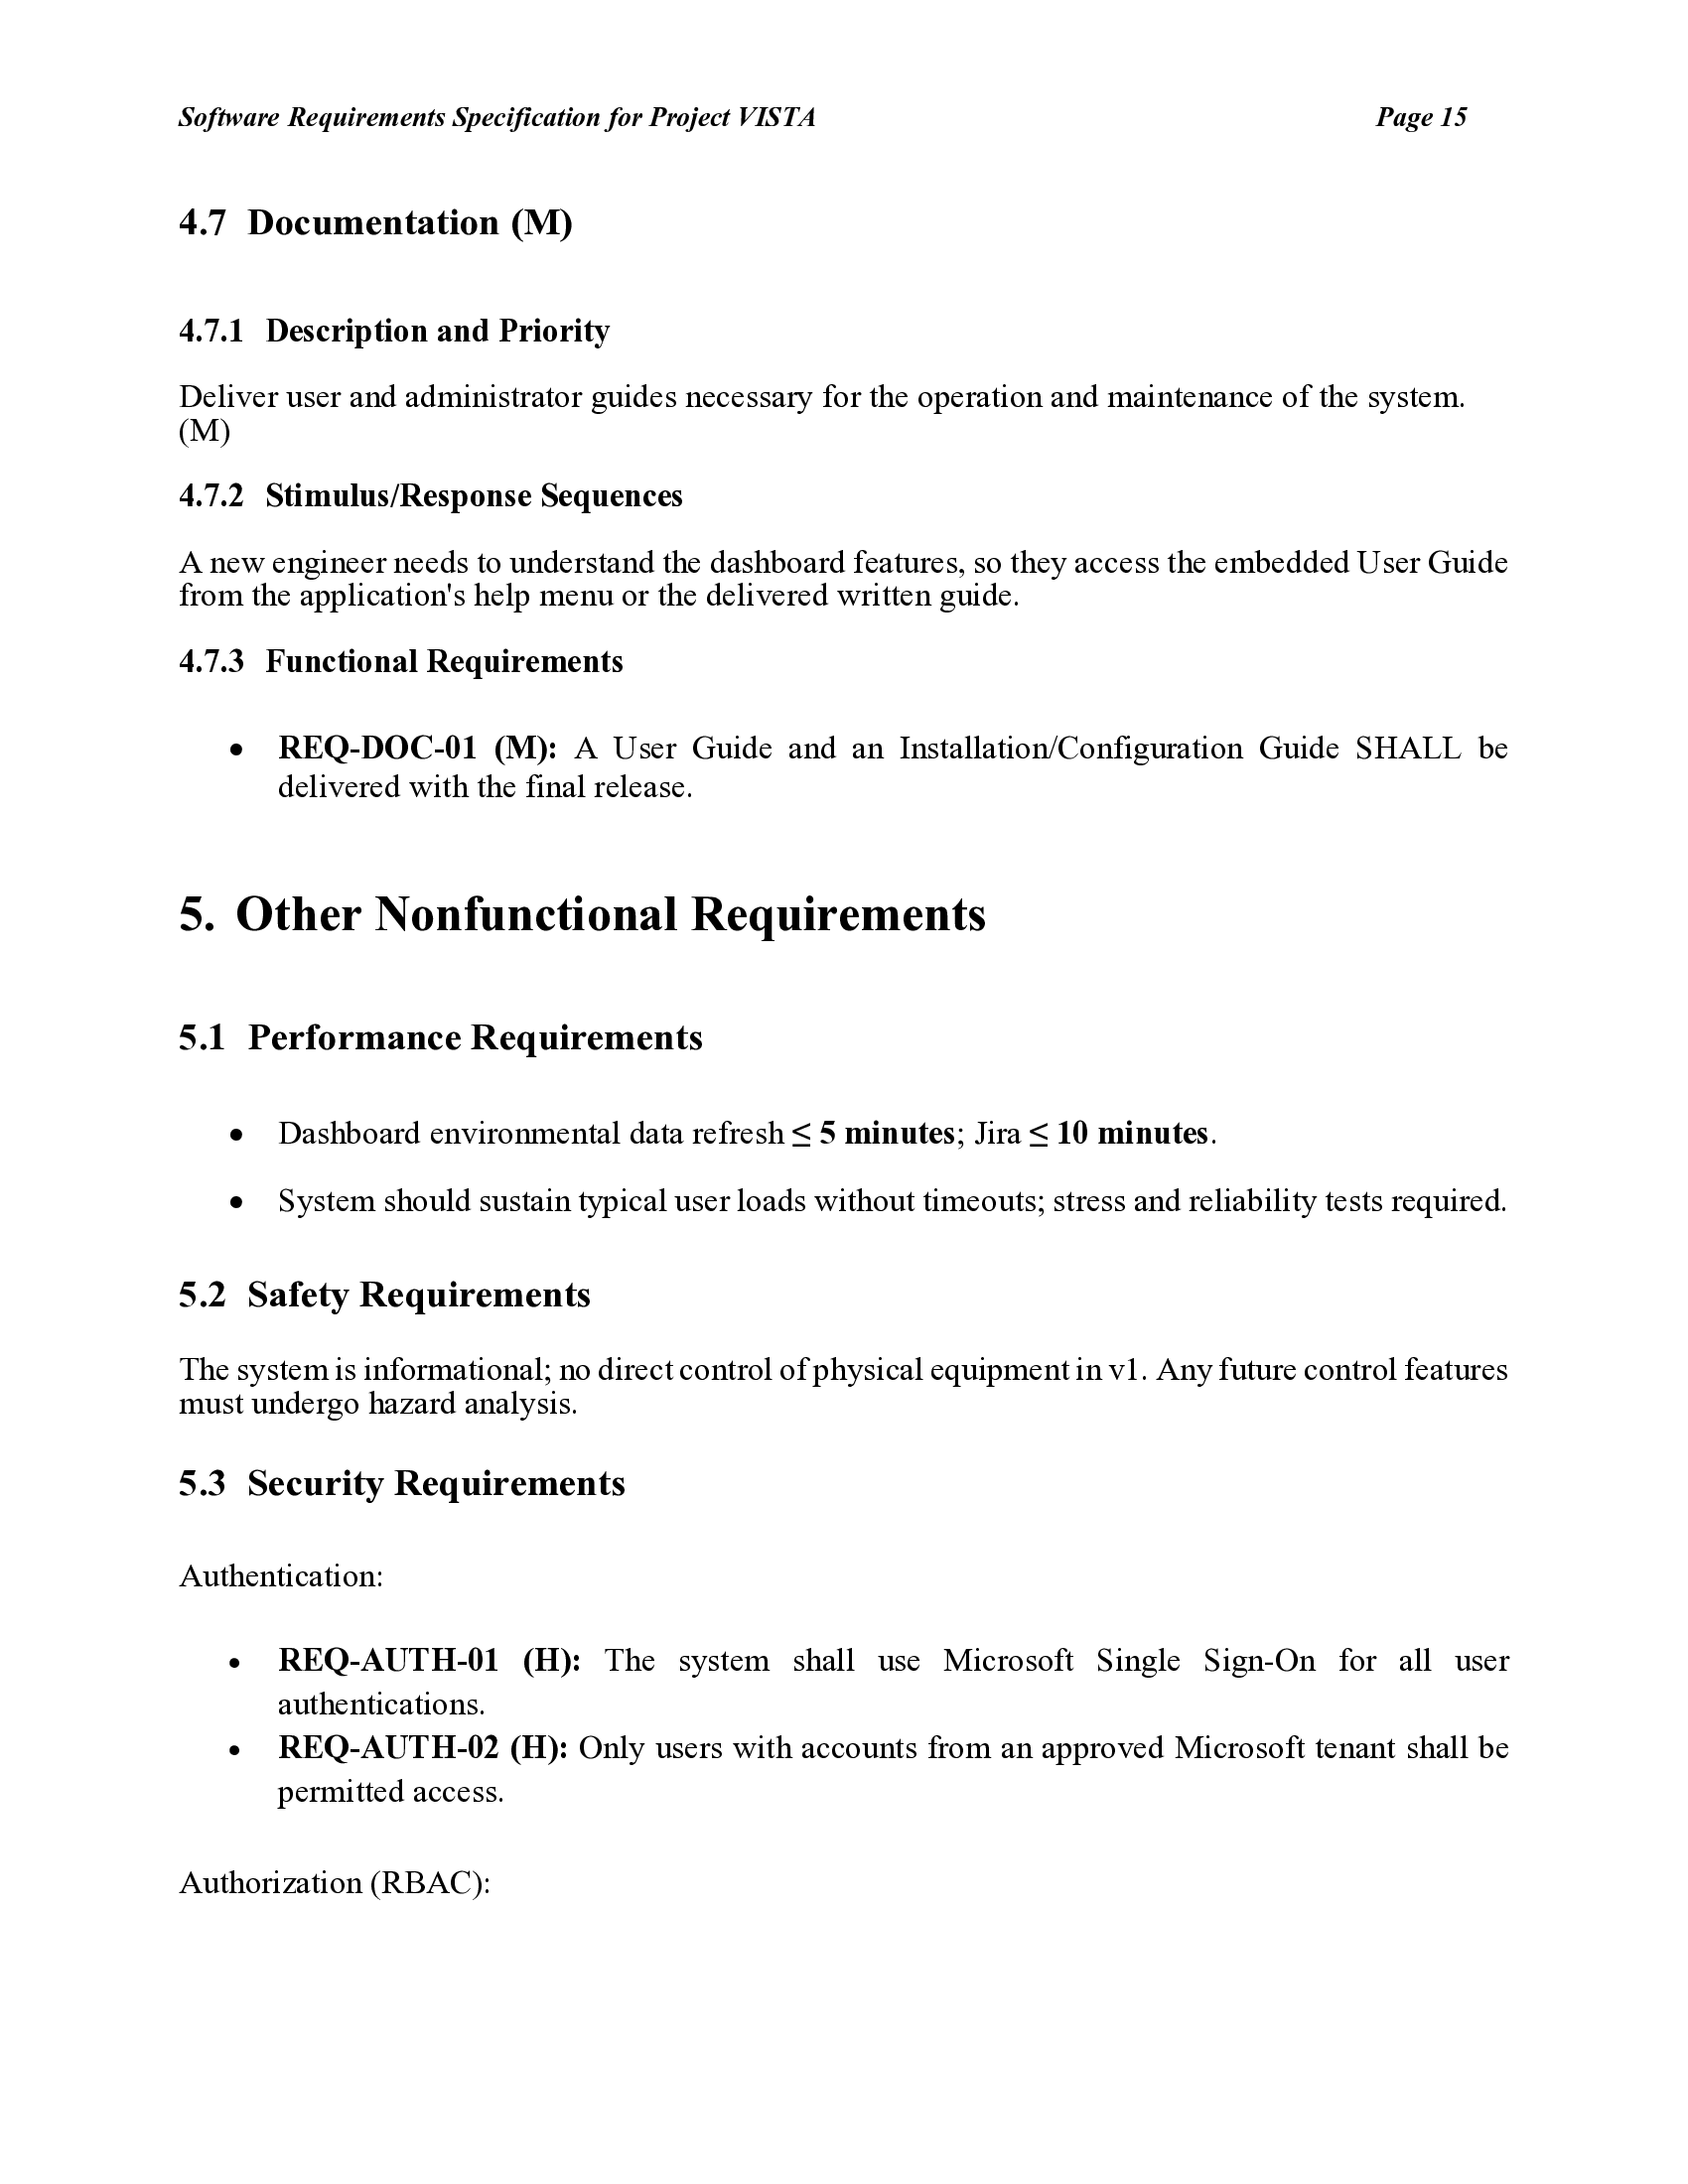 Software Requirements Specification for Project VISTA Page 15
4.7 Documentation (M)
4.7.1 Description and Priority
Deliver user and administrator guides necessary for the operation and maintenance of the system.
(M)
4.7.2 Stimulus/Response Sequences
A new engineer needs to understand the dashboard features, so they access the embedded User Guide
from the application's help menu or the delivered written guide.
4.7.3 Functional Requirements
• REQ-DOC-01 (M): A User Guide and an Installation/Configuration Guide SHALL be
delivered with the final release.
5. Other Nonfunctional Requirements
5.1 Performance Requirements
• Dashboard environmental data refresh ≤ 5 minutes; Jira ≤ 10 minutes.
• System should sustain typical user loads without timeouts; stress and reliability tests required.
5.2 Safety Requirements
The system is informational; no direct control of physical equipment in v1. Any future control features
must undergo hazard analysis.
5.3 Security Requirements
Authentication:
• REQ-AUTH-01 (H): The system shall use Microsoft Single Sign-On for all user
authentications.
• REQ-AUTH-02 (H): Only users with accounts from an approved Microsoft tenant shall be
permitted access.
Authorization (RBAC):